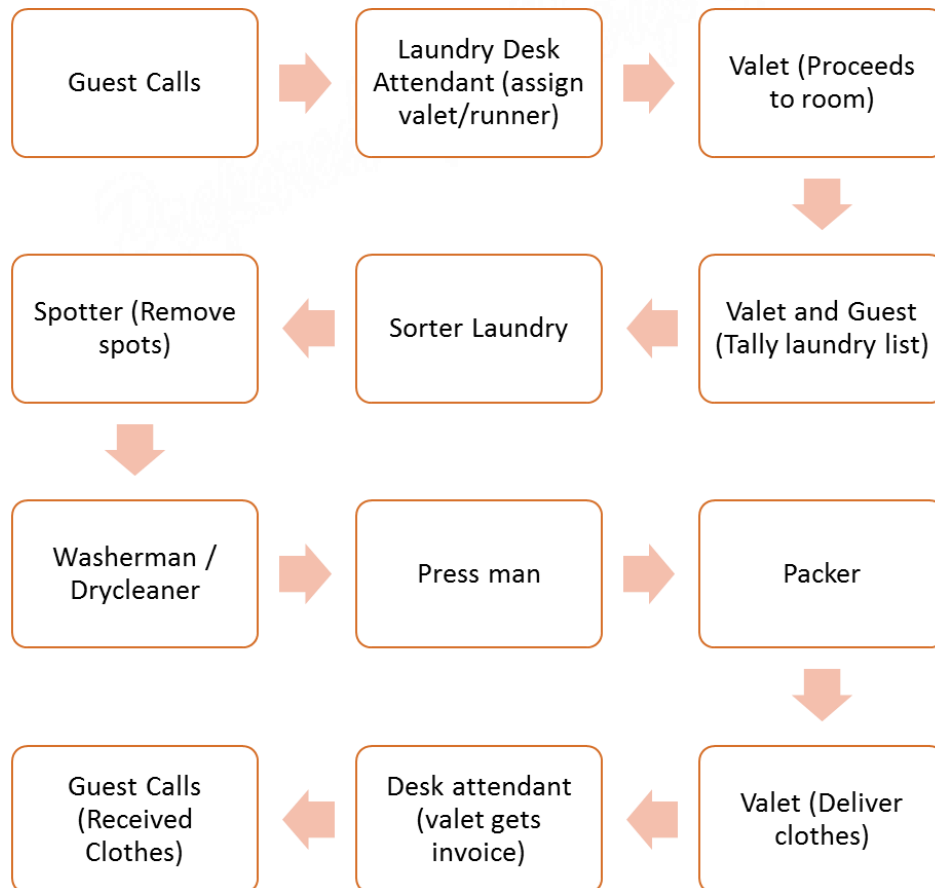 Guest Calls
Laundry Desk
Attendant (assign
valet/runner)
Valet (Proceeds
to room)
Spotter (Remove
spots)
Sorter Laundry
Valet and Guest
(Tally laundry list)
Washerman /
Drycleaner
Press man
Packer
Guest Calls
(Received
Clothes)
Desk attendant
(valet gets
invoice)
Valet (Deliver
clothes)